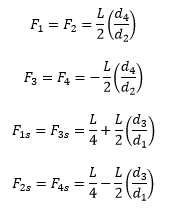 F₁ = F₂ = L/2 (d₄/d₂)
F₃ = F₄ = −L/2 (d₄/d₂)
F₁ₛ = F₃ₛ = L/4 + L/2 (d₃/d₁)
F₂ₛ = F₄ₛ = L/4 − L/2 (d₃/d₁)